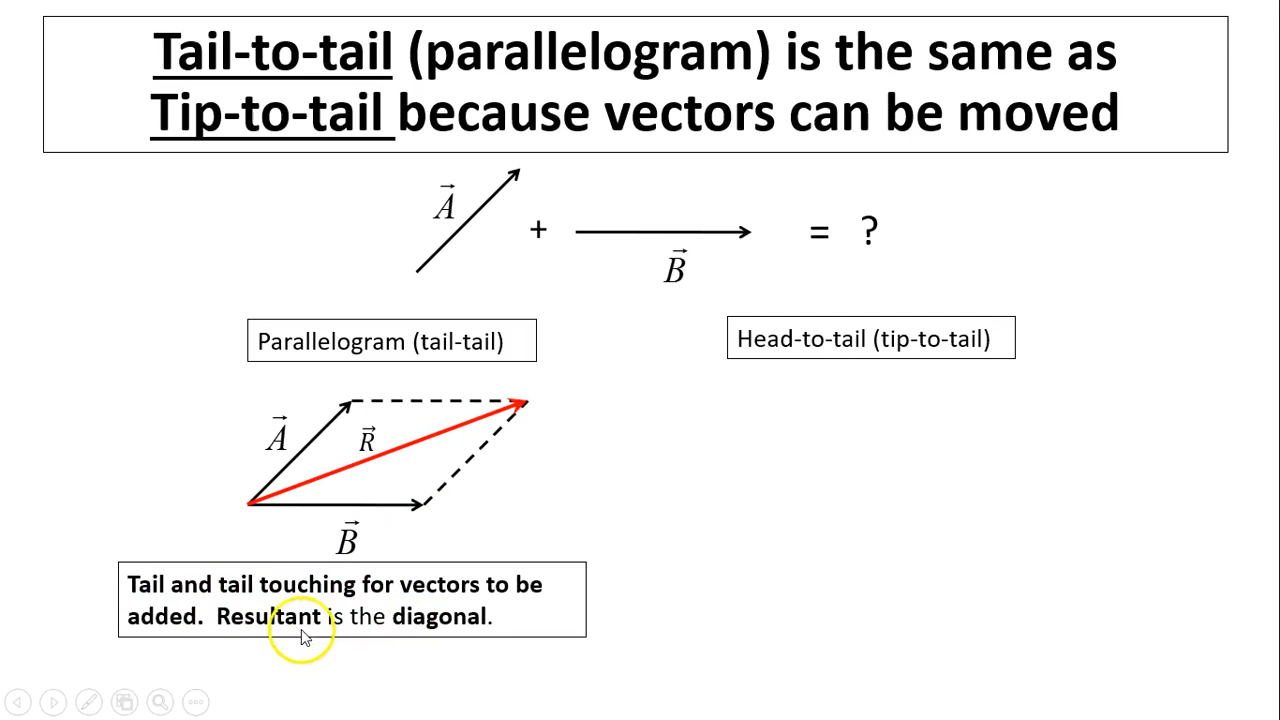 Tail-to-tail (parallelogram) is the same as
Tip-to-tail because vectors can be moved
A⃗ + B⃗ = ?
Parallelogram (tail-tail)
Head-to-tail (tip-to-tail)
A⃗
R⃗
B⃗
Tail and tail touching for vectors to be
added. Resultant is the diagonal.